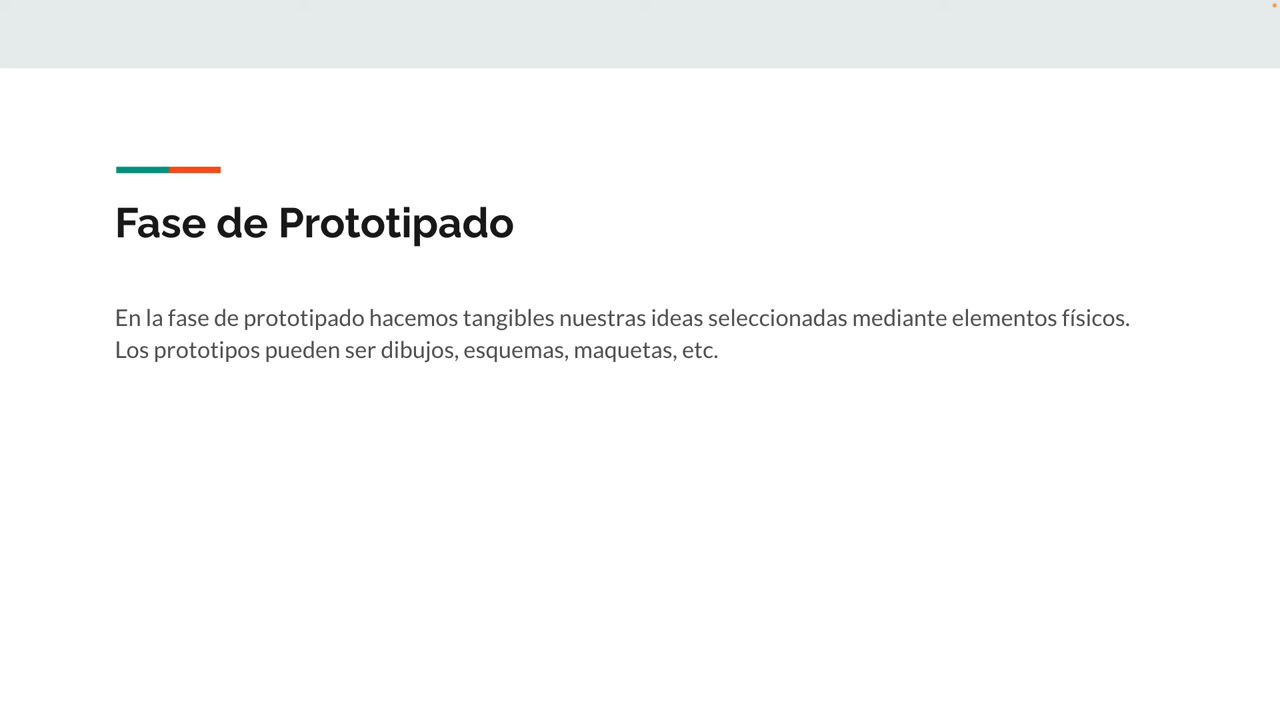 Fase de Prototipado
En la fase de prototipado hacemos tangibles nuestras ideas seleccionadas mediante elementos físicos.
Los prototipos pueden ser dibujos, esquemas, maquetas, etc.